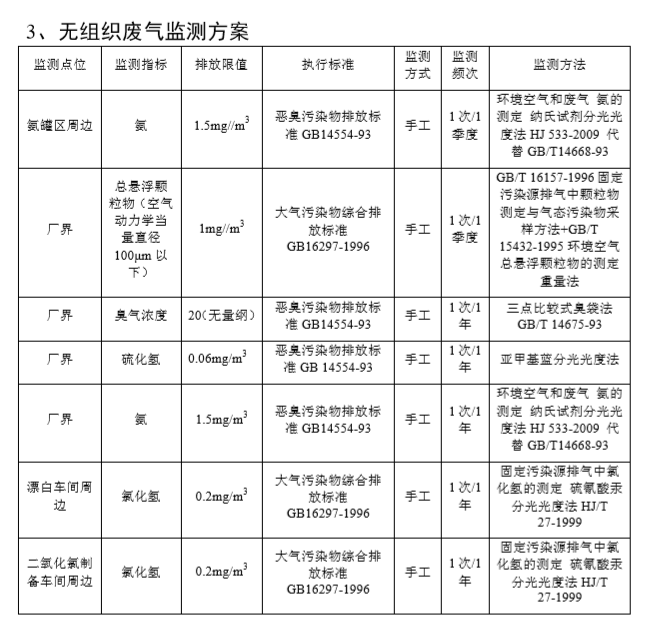 3、无组织废气监测方案
监测点位 监测指标 排放限值 执行标准 监测方式 监测频次 监测方法
氨罐区周边 氨 1.5mg//m3 恶臭污染物排放标准 GB14554-93 手工 1次/1季度 环境空气和废气 氨的测定 纳氏试剂分光光度法 HJ 533-2009 代替 GB/T14668-93
厂界 总悬浮颗粒物（空气动力学当量直径 100μm 以下） 1mg//m3 大气污染物综合排放标准 GB16297-1996 手工 1次/1季度 GB/T 16157-1996 固定污染源排气中颗粒物测定与气态污染物采样方法+GB/T 15432-1995 环境空气 总悬浮颗粒物的测定 重量法
厂界 臭气浓度 20（无量纲） 恶臭污染物排放标准 GB14554-93 手工 1次/1年 三点比较式臭袋法 GB/T 14675-93
厂界 硫化氢 0.06mg/m3 恶臭污染物排放标准 GB 14554-93 手工 1次/1年 亚甲基蓝分光光度法
厂界 氨 1.5mg/m3 恶臭污染物排放标准 GB14554-93 手工 1次/1年 环境空气和废气 氨的测定 纳氏试剂分光光度法 HJ 533-2009 代替 GB/T14668-93
漂白车间周边 氯化氢 0.2mg/m3 大气污染物综合排放标准 GB16297-1996 手工 1次/1年 固定污染源排气中氯化氢的测定 硫氰酸汞分光光度法 HJ/T 27-1999
二氧化氯制备车间周边 氯化氢 0.2mg/m3 大气污染物综合排放标准 GB16297-1996 手工 1次/1年 固定污染源排气中氯化氢的测定 硫氰酸汞分光光度法 HJ/T 27-1999